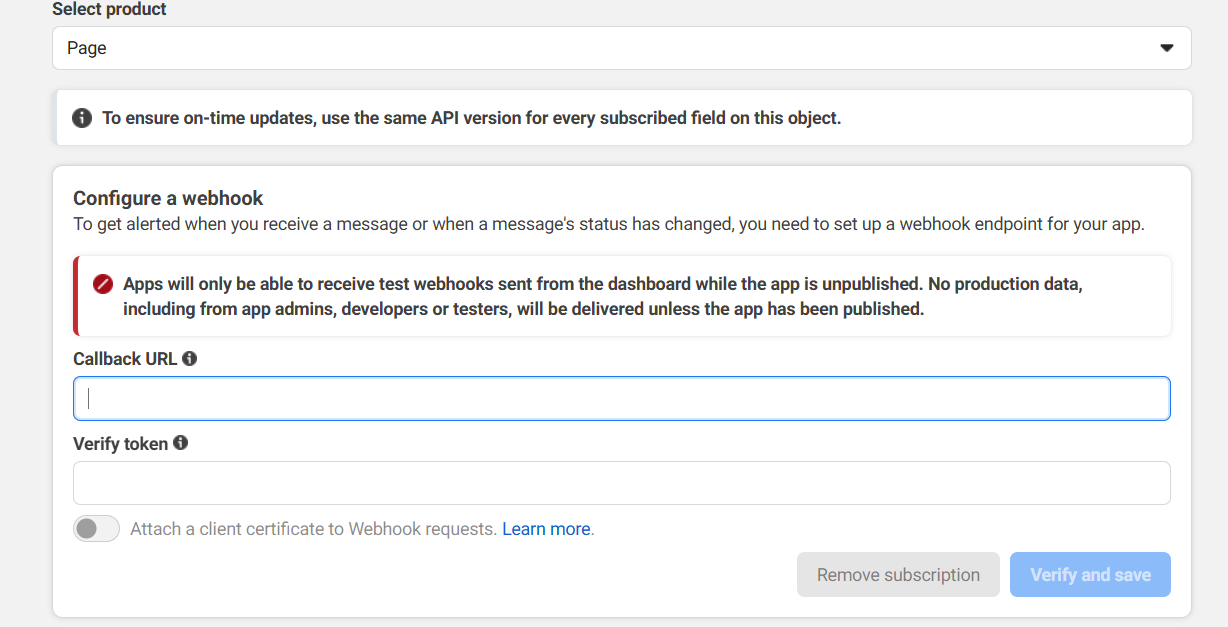 Select product
Page
To ensure on-time updates, use the same API version for every subscribed field on this object.
Configure a webhook
To get alerted when you receive a message or when a message's status has changed, you need to set up a webhook endpoint for your app.
Apps will only be able to receive test webhooks sent from the dashboard while the app is unpublished. No production data,
including from app admins, developers or testers, will be delivered unless the app has been published.
Callback URL
Verify token
Attach a client certificate to Webhook requests. Learn more.
Remove subscription
Verify and save